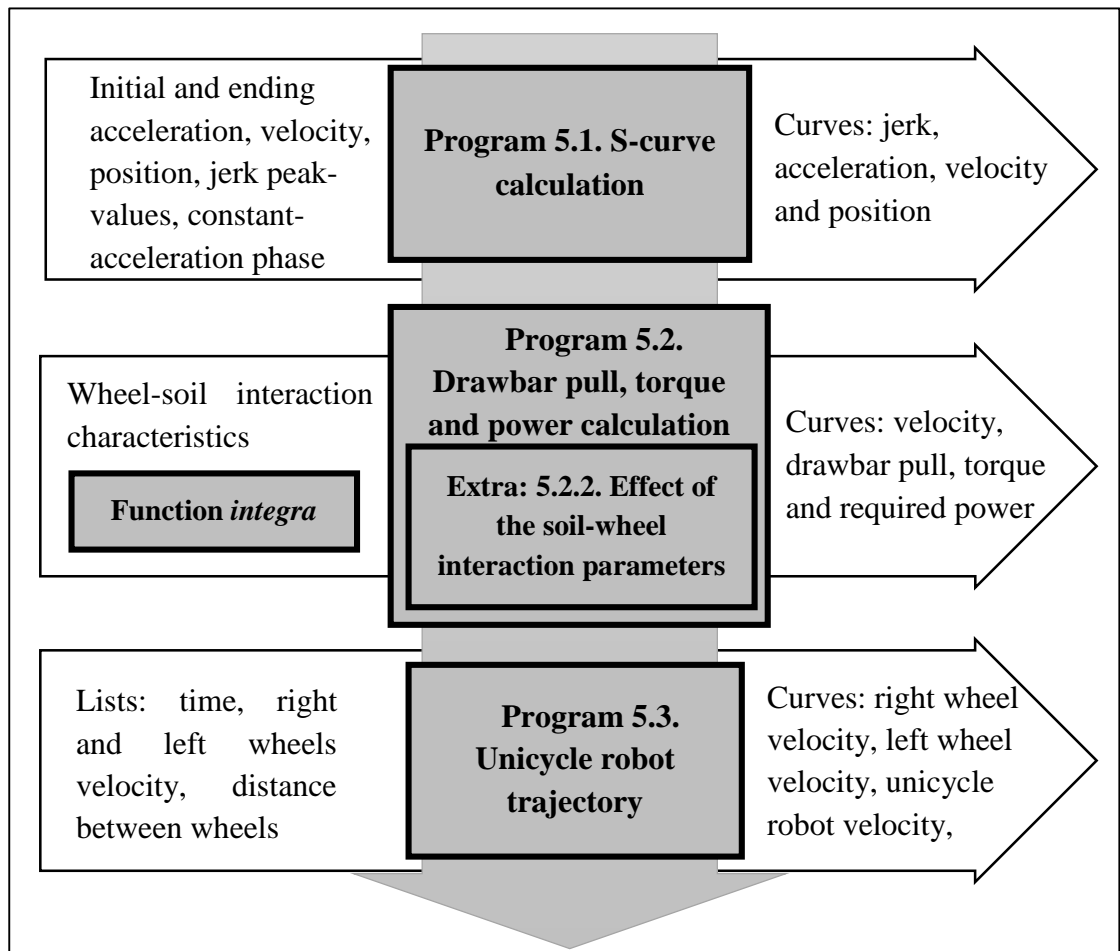 Initial and ending
acceleration, velocity,
position, jerk peak-
values, constant-
acceleration phase
Program 5.1. S-curve
calculation
Curves: jerk,
acceleration, velocity
and position
Wheel-soil interaction
characteristics
Function integra
Program 5.2.
Drawbar pull, torque
and power calculation
Extra: 5.2.2. Effect of
the soil-wheel
interaction parameters
Curves: velocity,
drawbar pull, torque
and required power
Lists: time, right
and left wheels
velocity, distance
between wheels
Program 5.3.
Unicycle robot
trajectory
Curves: right wheel
velocity, left wheel
velocity, unicycle
robot velocity,